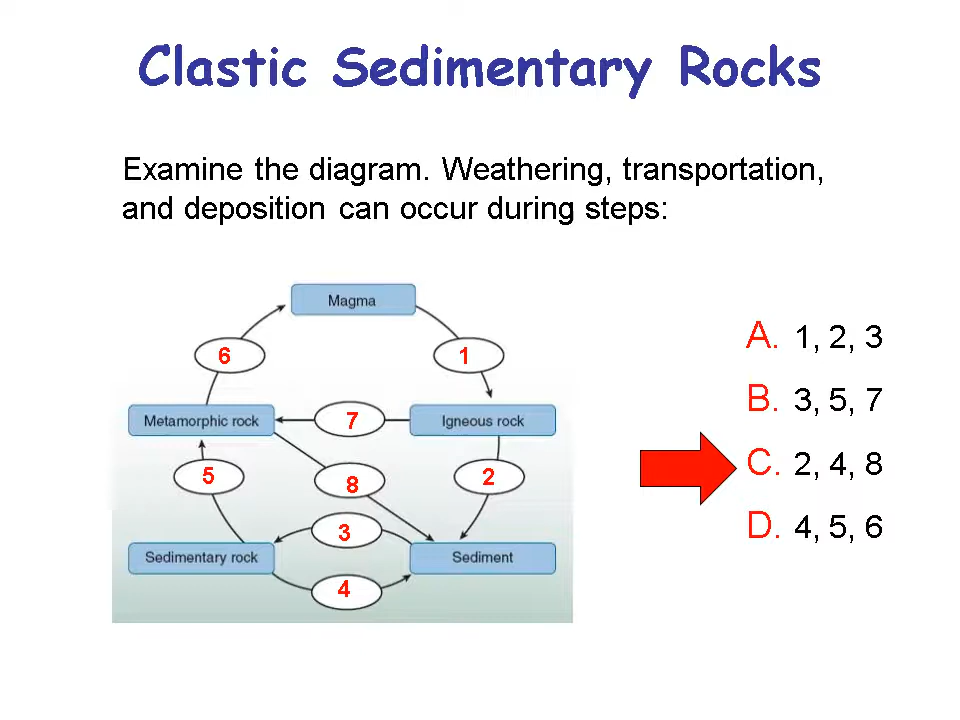 Clastic Sedimentary Rocks
Examine the diagram. Weathering, transportation,
and deposition can occur during steps:
Magma
6
1
Metamorphic rock
7
Igneous rock
5
8
2
3
Sedimentary rock
Sediment
4
A. 1, 2, 3
B. 3, 5, 7
C. 2, 4, 8
D. 4, 5, 6